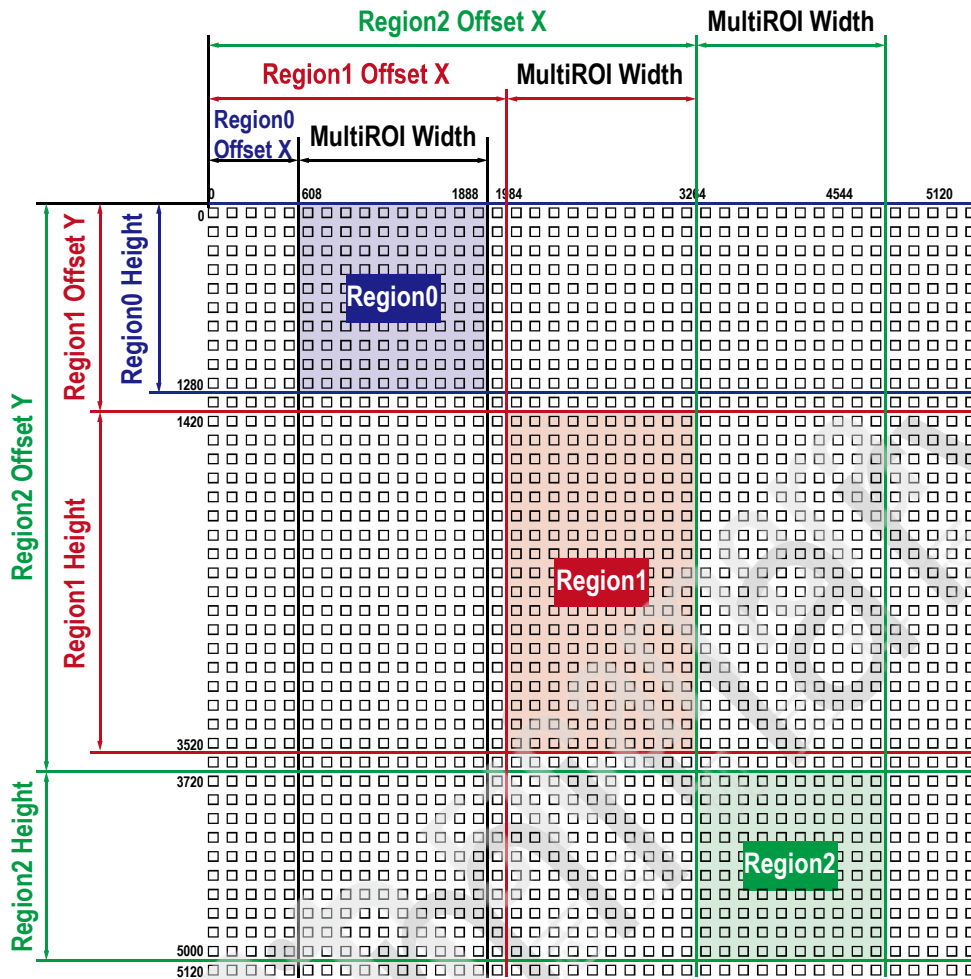 Region2 Offset X
MultiROI Width
Region1 Offset X
MultiROI Width
Region0
Offset X
MultiROI Width
0 608 1888 1984 3264 4544 5120
0
Region2 Offset Y
Region1 Offset Y
Region0 Height
Region0
1280
1420
Region1 Height
Region1
3520
3720
Region2 Height
Region2
5000
5120